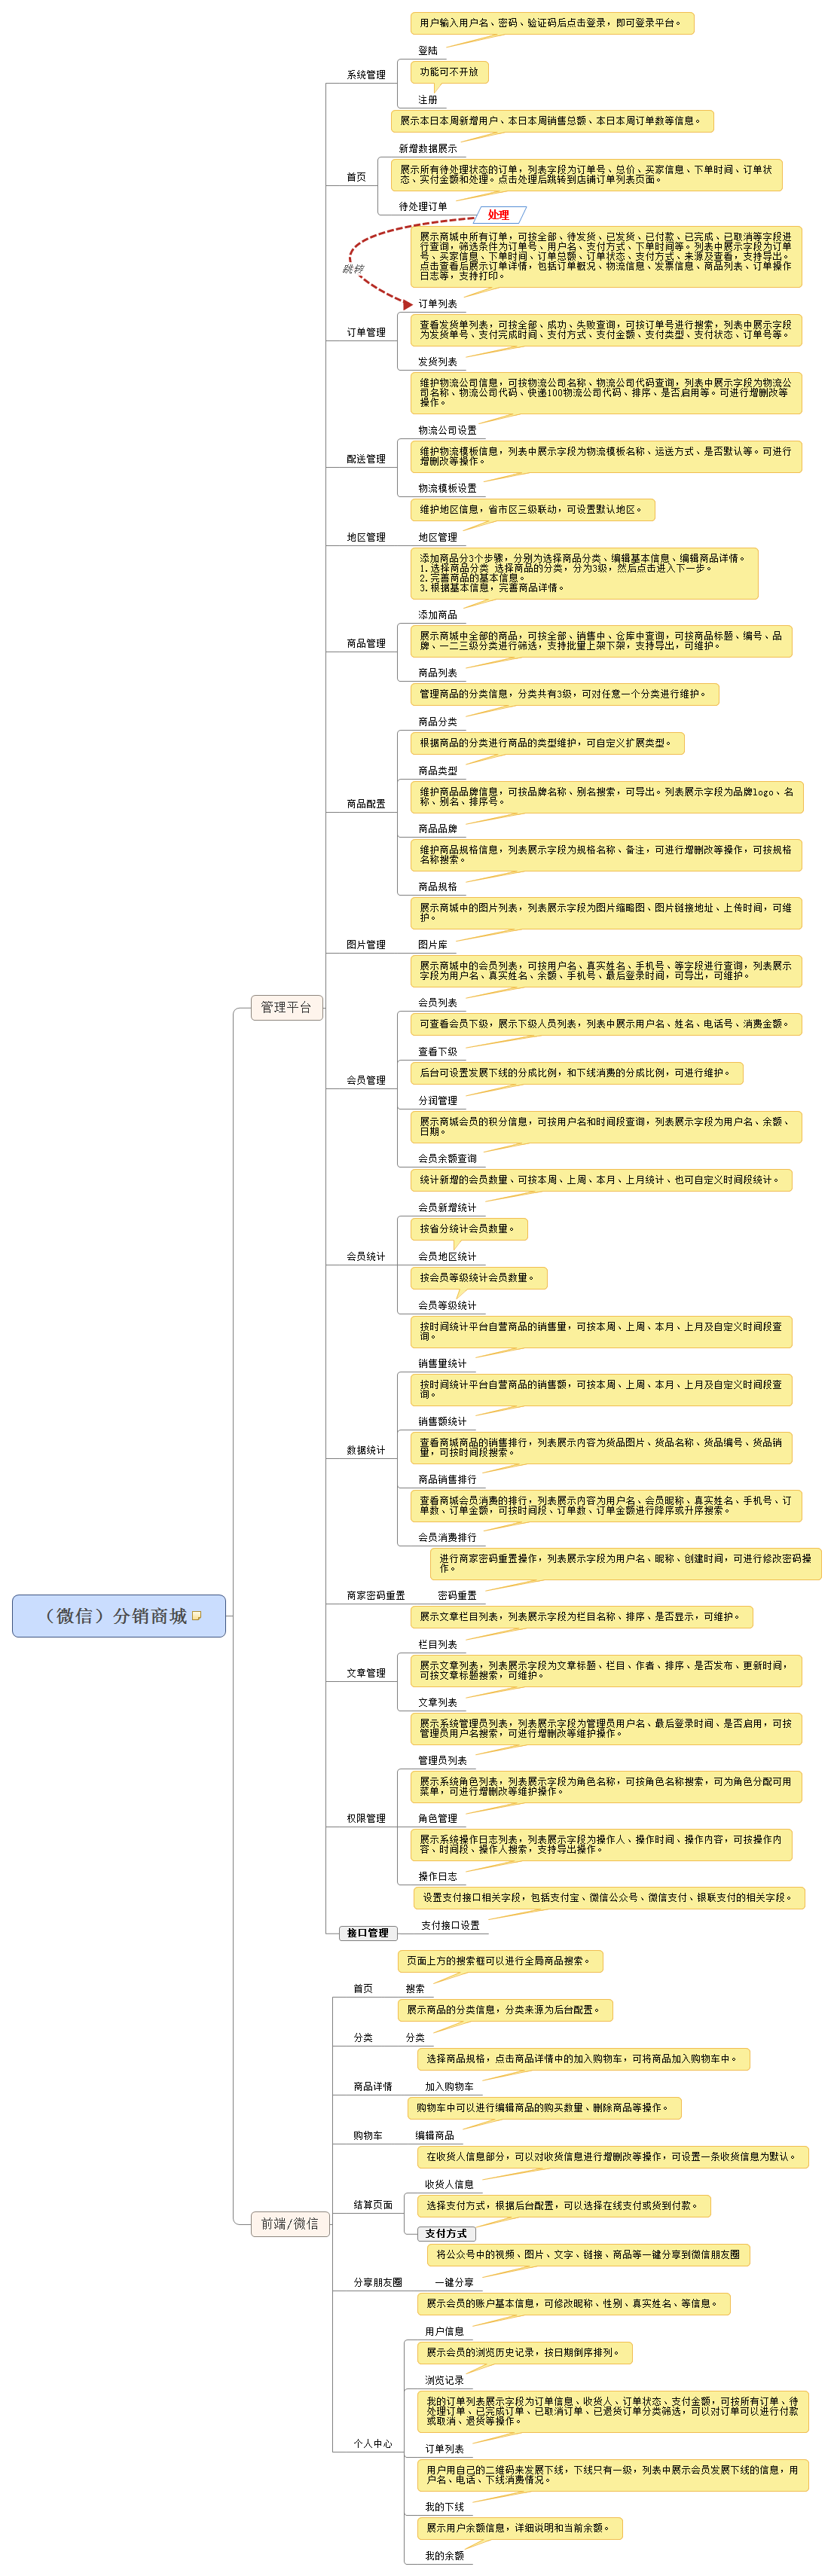 用户输入用户名、密码、验证码后点击登录，即可登录平台。
登陆
系统管理
功能可不开放
注册
展示本日本周新增用户、本日本周销售总额、本日本周订单数等信息。
新增数据展示
展示所有待处理状态的订单，列表字段为订单号、总价、买家信息、下单时间、订单状
态、实付金额和处理。点击处理后跳转到店铺订单列表页面。
首页
待处理订单
处理
展示商城中所有订单，可按全部、待发货、已发货、已付款、已完成、已取消等字段进
行查询，筛选条件为订单号、用户名、支付方式、下单时间等。列表中展示字段为订单
号、买家信息、下单时间、订单总额、订单状态、支付方式、来源及查看，支持导出。
点击查看后展示订单详情，包括订单概况、物流信息、发票信息、商品列表、订单操作
日志等，支持打印。
跳转
订单列表
查看发货单列表，可按全部、成功、失败查询，可按订单号进行搜索，列表中展示字段
为发货单号、支付完成时间、支付方式、支付金额、支付类型、支付状态、订单号等。
订单管理
发货列表
维护物流公司信息，可按物流公司名称、物流公司代码查询，列表中展示字段为物流公
司名称、物流公司代码、快递100物流公司代码、排序、是否启用等。可进行增删改等
操作。
物流公司设置
维护物流模板信息，列表中展示字段为物流模板名称、运送方式、是否默认等。可进行
增删改等操作。
配送管理
物流模板设置
维护地区信息，省市区三级联动，可设置默认地区。
地区管理
地区管理
添加商品分3个步骤，分别为选择商品分类、编辑基本信息、编辑商品详情。
1.选择商品分类 选择商品的分类，分为3级，然后点击进入下一步。
2.完善商品的基本信息。
3.根据基本信息，完善商品详情。
添加商品
展示商城中全部的商品，可按全部、销售中、仓库中查询，可按商品标题、编号、品
牌、一二三级分类进行筛选，支持批量上架下架，支持导出，可维护。
商品管理
商品列表
管理商品的分类信息，分类共有3级，可对任意一个分类进行维护。
商品分类
根据商品的分类进行商品的类型维护，可自定义扩展类型。
商品类型
维护商品品牌信息，可按品牌名称、别名搜索，可导出。列表展示字段为品牌logo、名
称、别名、排序号。
商品配置
商品品牌
维护商品规格信息，列表展示字段为规格名称、备注，可进行增删改等操作，可按规格
名称搜索。
商品规格
展示商城中的图片列表，列表展示字段为图片缩略图、图片链接地址、上传时间，可维
护。
图片管理
图片库
展示商城中的会员列表，可按用户名、真实姓名、手机号、等字段进行查询，列表展示
字段为用户名、真实姓名、余额、手机号、最后登录时间，可导出，可维护。
会员列表
管理平台
可查看会员下级，展示下级人员列表，列表中展示用户名、姓名、电话号、消费金额。
查看下级
后台可设置发展下线的分成比例，和下线消费的分成比例，可进行维护。
会员管理
分润管理
展示商城会员的积分信息，可按用户名和时间段查询，列表展示字段为用户名、余额、
日期。
会员余额查询
统计新增的会员数量、可按本周、上周、本月、上月统计、也可自定义时间段统计。
会员新增统计
按省分统计会员数量。
会员统计
会员地区统计
按会员等级统计会员数量。
会员等级统计
按时间统计平台自营商品的销售量，可按本周、上周、本月、上月及自定义时间段查
询。
销售量统计
按时间统计平台自营商品的销售额，可按本周、上周、本月、上月及自定义时间段查
询。
销售额统计
查看商城商品的销售排行，列表展示内容为货品图片、货品名称、货品编号、货品销
量，可按时间段搜索。
数据统计
商品销售排行
查看商城会员消费的排行，列表展示内容为用户名、会员昵称、真实姓名、手机号、订
单数、订单金额，可按时间段、订单数、订单金额进行降序或升序搜索。
会员消费排行
进行商家密码重置操作，列表展示字段为用户名、昵称、创建时间，可进行修改密码操
作。
商家密码重置
密码重置
（微信）分销商城
展示文章栏目列表，列表展示字段为栏目名称、排序、是否显示，可维护。
栏目列表
展示文章列表，列表展示字段为文章标题、栏目、作者、排序、是否发布、更新时间，
可按文章标题搜索，可维护。
文章管理
文章列表
展示系统管理员列表，列表展示字段为管理员用户名、最后登录时间、是否启用，可按
管理员用户名搜索，可进行增删改等维护操作。
管理员列表
展示系统角色列表，列表展示字段为角色名称，可按角色名称搜索，可为角色分配可用
菜单，可进行增删改等维护操作。
权限管理
角色管理
展示系统操作日志列表，列表展示字段为操作人、操作时间、操作内容，可按操作内
容、时间段、操作人搜索，支持导出操作。
操作日志
设置支付接口相关字段，包括支付宝、微信公众号、微信支付、银联支付的相关字段。
接口管理
支付接口设置
页面上方的搜索框可以进行全局商品搜索。
首页
搜索
展示商品的分类信息，分类来源为后台配置。
分类
分类
选择商品规格，点击商品详情中的加入购物车，可将商品加入购物车中。
商品详情
加入购物车
购物车中可以进行编辑商品的购买数量、删除商品等操作。
购物车
编辑商品
在收货人信息部分，可以对收货信息进行增删改等操作，可设置一条收货信息为默认。
收货人信息
结算页面
选择支付方式，根据后台配置，可以选择在线支付或货到付款。
前端/微信
支付方式
将公众号中的视频、图片、文字、链接、商品等一键分享到微信朋友圈
分享朋友圈
一键分享
展示会员的账户基本信息，可修改昵称、性别、真实姓名、等信息。
用户信息
展示会员的浏览历史记录，按日期倒序排列。
浏览记录
我的订单列表展示字段为订单信息、收货人、订单状态、支付金额，可按所有订单、待
处理订单、已完成订单、已取消订单、已退货订单分类筛选，可以对订单可以进行付款
或取消、退货等操作。
个人中心
订单列表
用户用自己的二维码来发展下线，下线只有一级，列表中展示会员发展下线的信息，用
户名、电话、下线消费情况。
我的下线
展示用户余额信息，详细说明和当前余额。
我的余额